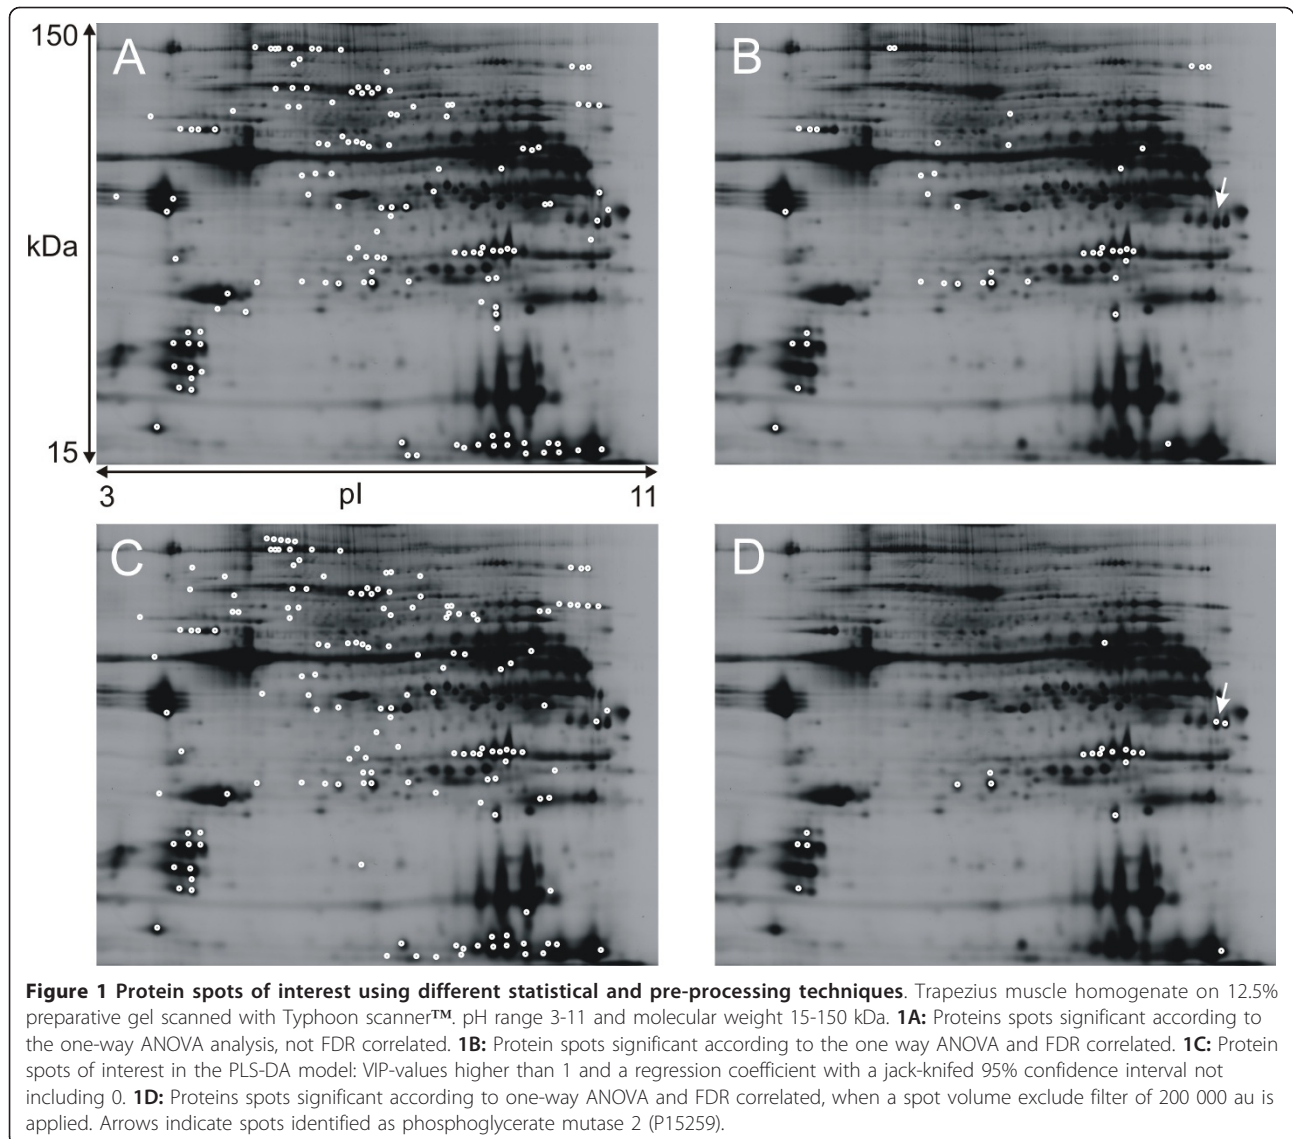 150
A
B
kDa
15
3
pI
11
C
D
Figure 1 Protein spots of interest using different statistical and pre-processing techniques. Trapezius muscle homogenate on 12.5%
preparative gel scanned with Typhoon scanner™. pH range 3-11 and molecular weight 15-150 kDa. 1A: Proteins spots significant according to
the one-way ANOVA analysis, not FDR correlated. 1B: Protein spots significant according to the one way ANOVA and FDR correlated. 1C: Protein
spots of interest in the PLS-DA model: VIP-values higher than 1 and a regression coefficient with a jack-knifed 95% confidence interval not
including 0. 1D: Proteins spots significant according to one-way ANOVA and FDR correlated, when a spot volume exclude filter of 200 000 au is
applied. Arrows indicate spots identified as phosphoglycerate mutase 2 (P15259).